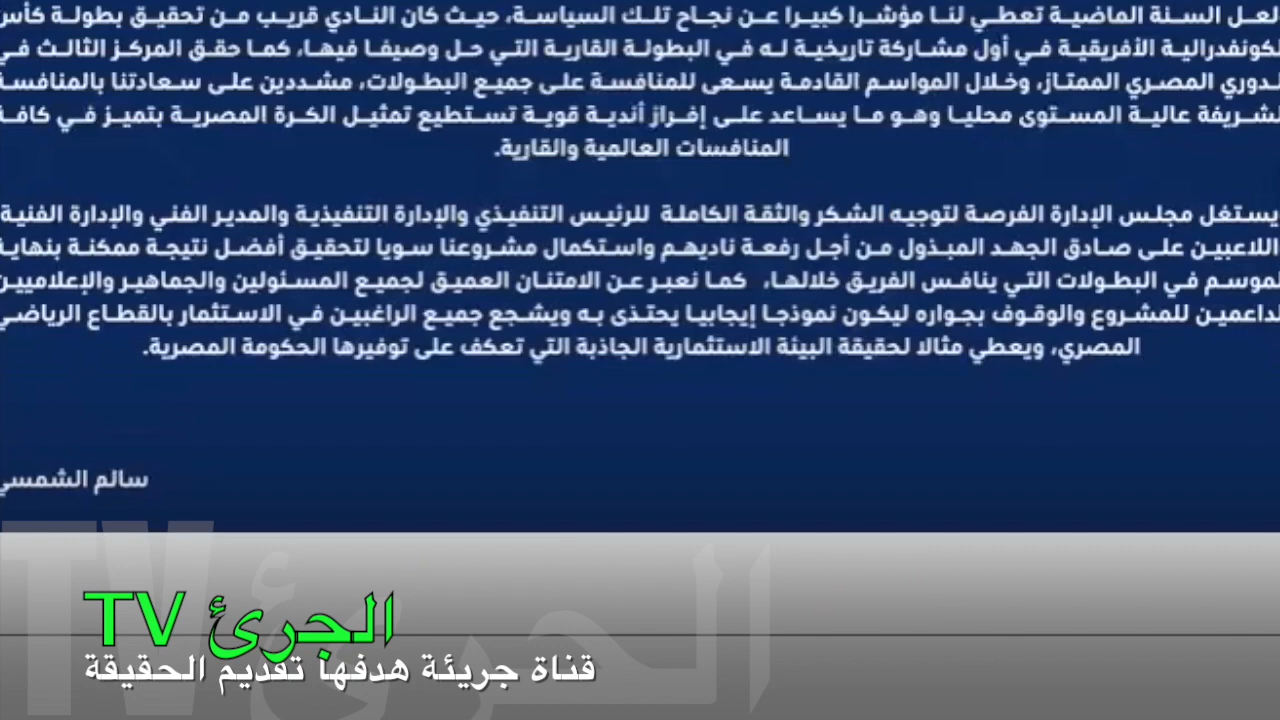 لعل السنة الماضية تعطي لنا مؤشرا كبيرا عن نجاح تلك السياسة، حيث كان النادي قريب من تحقيق بطولة كأس
كونفدرالية الأفريقية في أول مشاركة تاريخية له في البطولة القارية التي حل وصيفا فيها، كما حقق المركز الثالث في
دوري المصري الممتاز، وخلال المواسم القادمة يسعى للمنافسة على جميع البطولات، مشددين على سعادتنا بالمنافسة
لشريفة عالية المستوى محليا وهو ما يساعد على إفراز أندية قوية تستطيع تمثيل الكرة المصرية بتميز في كافة
المنافسات العالمية والقارية.
يستغل مجلس الإدارة الفرصة لتوجيه الشكر والثقة الكاملة للرئيس التنفيذي والإدارة التنفيذية والمدير الفني والإدارة الفنية
اللاعبين على صادق الجهد المبذول من أجل رفعة ناديهم واستكمال مشروعنا سويا لتحقيق أفضل نتيجة ممكنة بنهاية
لموسم في البطولات التي ينافس الفريق خلالها، كما نعبر عن الامتنان العميق لجميع المسئولين والجماهير والإعلاميين
لداعمين للمشروع والوقوف بجواره ليكون نموذجا إيجابيا يحتذى به ويشجع جميع الراغبين في الاستثمار بالقطاع الرياضي
المصري، ويعطي مثالا لحقيقة البيئة الاستثمارية الجاذبة التي تعكف على توفيرها الحكومة المصرية.
سالم الشمسي
الجرئ TV
قناة جريئة هدفها تقديم الحقيقة
الجرئ TV